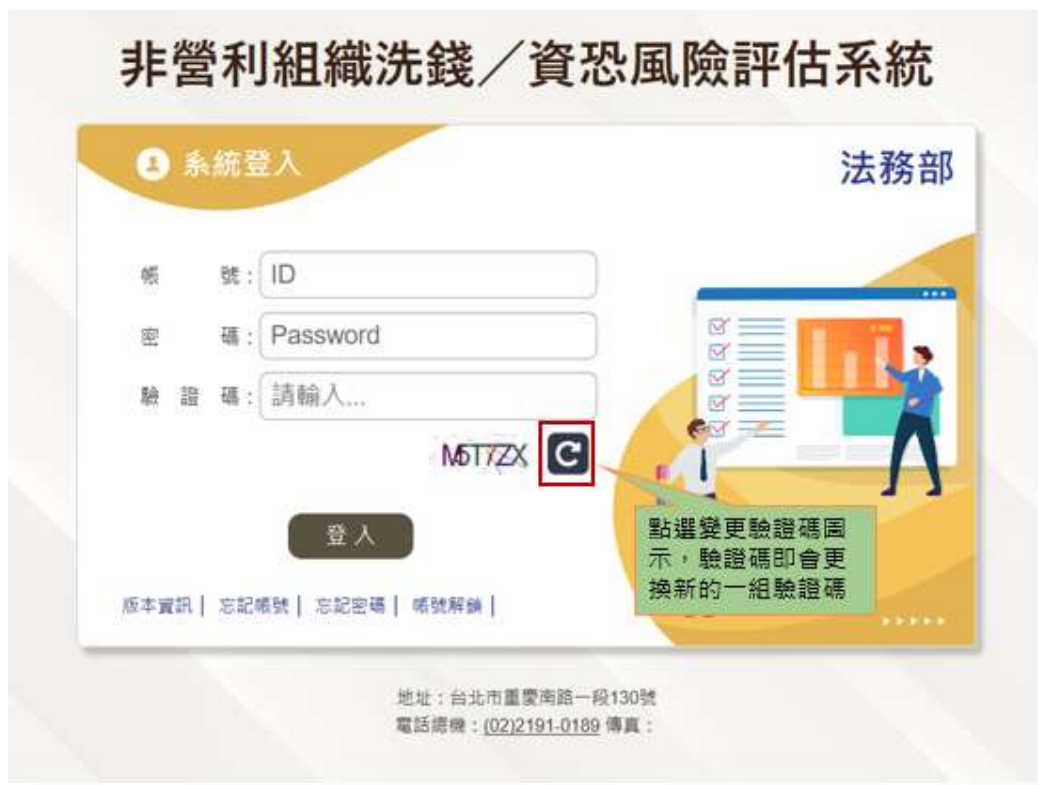 非營利組織洗錢／資恐風險評估系統
系統登入
法務部
帳 號：ID
密 碼：Password
驗 證 碼：請輸入...
登入
點選變更驗證碼圖
示，驗證碼即會更
換新的一組驗證碼
版本資訊| 忘記帳號| 忘記密碼| 帳號解鎖|
地址：台北市重慶南路一段130號
電話總機：(02)2191-0189 傳真：